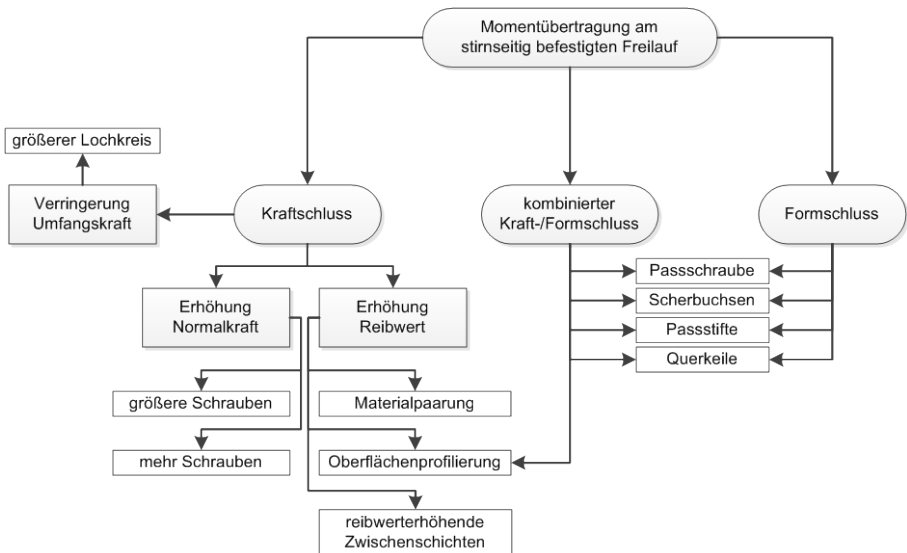 Momentübertragung am
stirnseitig befestigten Freilauf
größerer Lochkreis
Verringerung
Umfangskraft
Kraftschluss
kombinierter
Kraft-/Formschluss
Formschluss
Passschraube
Scherbuchsen
Passstifte
Querkeile
Erhöhung
Normalkraft
Erhöhung
Reibwert
größere Schrauben
Materialpaarung
mehr Schrauben
Oberflächenprofilierung
reibwerterhöhende
Zwischenschichten